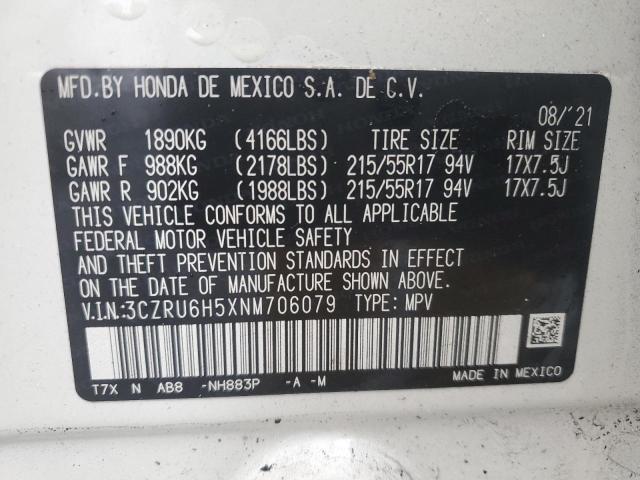 MFD.BY HONDA DE MEXICO S.A. DE C.V.
08/'21
GVWR 1890KG (4166LBS) TIRE SIZE RIM SIZE
GAWR F 988KG (2178LBS) 215/55R17 94V 17X7.5J
GAWR R 902KG (1988LBS) 215/55R17 94V 17X7.5J
THIS VEHICLE CONFORMS TO ALL APPLICABLE
FEDERAL MOTOR VEHICLE SAFETY
AND THEFT PREVENTION STANDARDS IN EFFECT
ON THE DATE OF MANUFACTURE SHOWN ABOVE.
V.I.N:3CZRU6H5XNM706079 TYPE: MPV
T7X N AB8 -NH883P -A -M MADE IN MEXICO